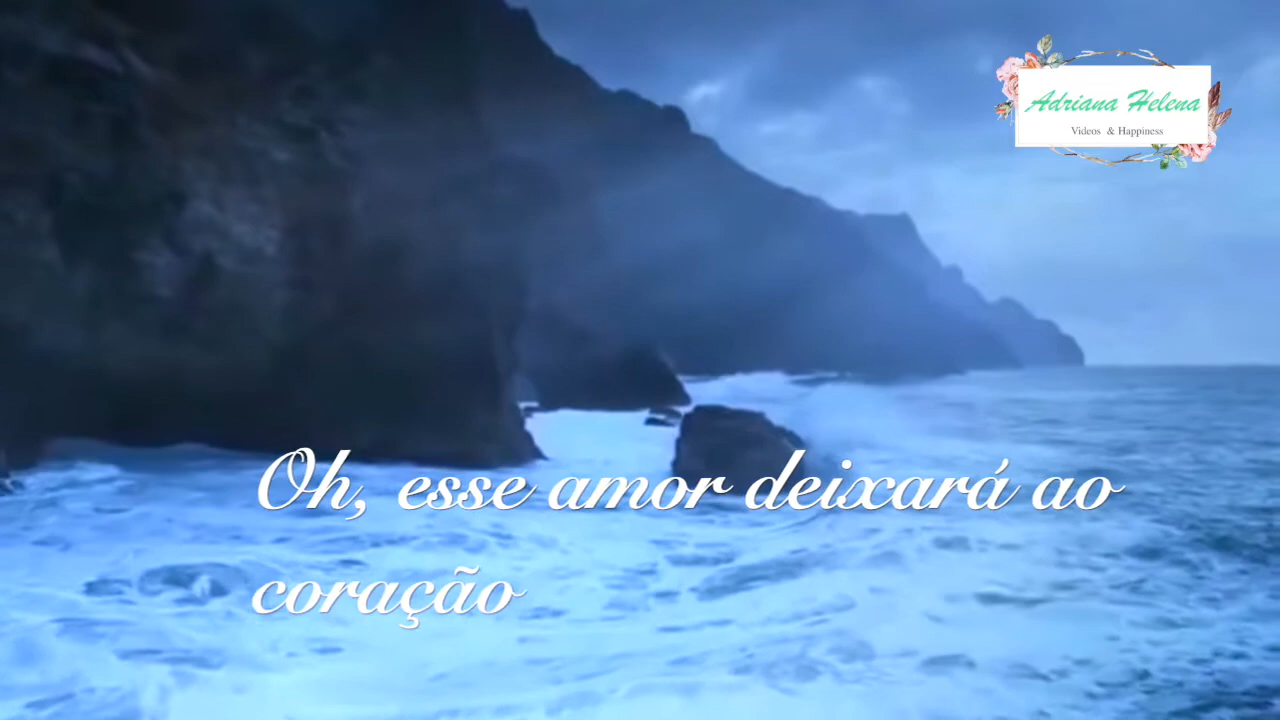 Adriana Helena
Videos & Happiness
Oh, esse amor deixará ao
coração